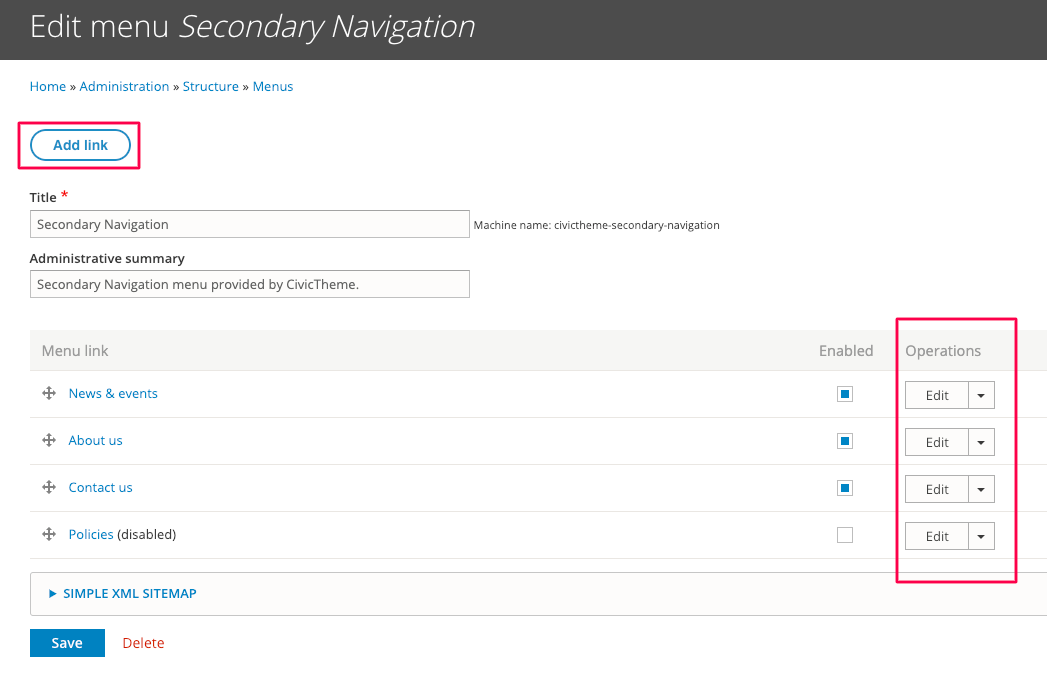 Edit menu Secondary Navigation
Home » Administration » Structure » Menus
Add link
Title *
Secondary Navigation Machine name: civictheme-secondary-navigation
Administrative summary
Secondary Navigation menu provided by CivicTheme.
Menu link Enabled Operations
News & events Edit
About us Edit
Contact us Edit
Policies (disabled) Edit
SIMPLE XML SITEMAP
Save Delete